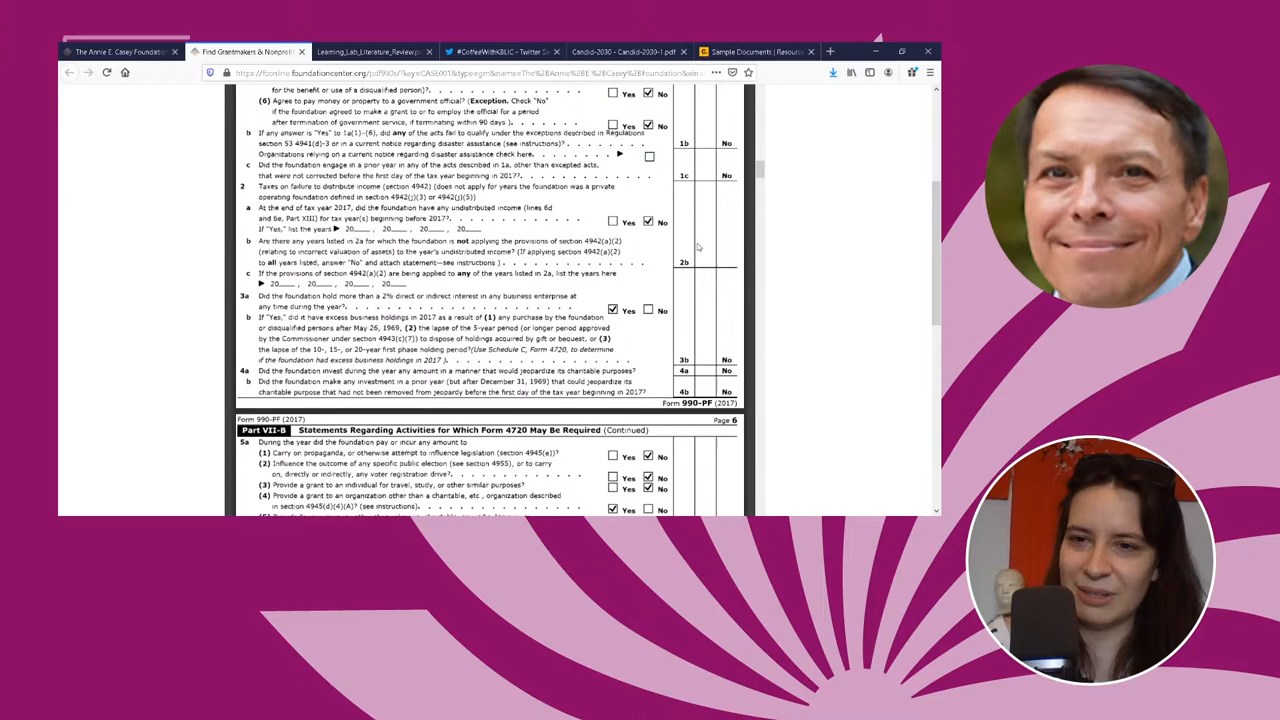 The Annie E. Casey Foundation
Find Grantmakers & Nonprofit
Learning_Lab_Literature_Review.pdf
#CoffeeWithKBLIC - Twitter Se
Candid-2030 - Candid-2030-1.pdf
Sample Documents | Resource
https://fconline.foundationcenter.org/pdf990s/?key=CASE001&type=gm&name=The%2BAnnie%2BE.%2BCasey%2BFoundation&ein
for the benefit or use of a disqualified person)? Yes No
(6) Agree to pay money or property to a government official? (Exception. Check "No"
if the foundation agreed to make a grant to or to employ the official for a period
after termination of government service, if terminating within 90 days ). Yes No
b If any answer is "Yes" to 1a(1)-(6), did any of the acts fail to qualify under the exceptions described in Regulations
section 53 4941(d)-3 or in a current notice regarding disaster assistance (see instructions)? 1b No
Organizations relying on a current notice regarding disaster assistance check here.
c Did the foundation engage in a prior year in any of the acts described in 1a, other than excepted acts,
that were not corrected before the first day of the tax year beginning in 2017? 1c No
2 Taxes on failure to distribute income (section 4942) (does not apply for years the foundation was a private
operating foundation defined in section 4942(j)(3) or 4942(j)(5))
a At the end of tax year 2017, did the foundation have any undistributed income (lines 6d
and 6e, Part XIII) for tax year(s) beginning before 2017? Yes No
If "Yes," list the years 20___ , 20___ , 20___ , 20___
b Are there any years listed in 2a for which the foundation is not applying the provisions of section 4942(a)(2)
(relating to incorrect valuation of assets) to the year's undistributed income? (If applying section 4942(a)(2)
to all years listed, answer "No" and attach statement—see instructions ) 2b
c If the provisions of section 4942(a)(2) are being applied to any of the years listed in 2a, list the years here
20___ , 20___ , 20___ , 20___
3a Did the foundation hold more than a 2% direct or indirect interest in any business enterprise at
any time during the year? Yes No
b If "Yes," did it have excess business holdings in 2017 as a result of (1) any purchase by the foundation
or disqualified persons after May 26, 1969, (2) the lapse of the 5-year period (or longer period approved
by the Commissioner under section 4943(c)(7)) to dispose of holdings acquired by gift or bequest, or (3)
the lapse of the 10-, 15-, or 20-year first phase holding period?(Use Schedule C, Form 4720, to determine
if the foundation had excess business holdings in 2017 ). 3b No
4a Did the foundation invest during the year any amount in a manner that would jeopardize its charitable purposes? 4a No
b Did the foundation make any investment in a prior year (but after December 31, 1969) that could jeopardize its
charitable purpose that had not been removed from jeopardy before the first day of the tax year beginning in 2017? 4b No
Form 990-PF (2017)
Form 990-PF (2017) Page 6
Part VII-B Statements Regarding Activities for Which Form 4720 May Be Required (Continued)
5a During the year did the foundation pay or incur any amount to
(1) Carry on propaganda, or otherwise attempt to influence legislation (section 4945(e))? Yes No
(2) Influence the outcome of any specific public election (see section 4955), or to carry
on, directly or indirectly, any voter registration drive? Yes No
(3) Provide a grant to an individual for travel, study, or other similar purposes? Yes No
(4) Provide a grant to an organization other than a charitable, etc , organization described
in section 4945(d)(4)(A)? (see instructions). Yes No